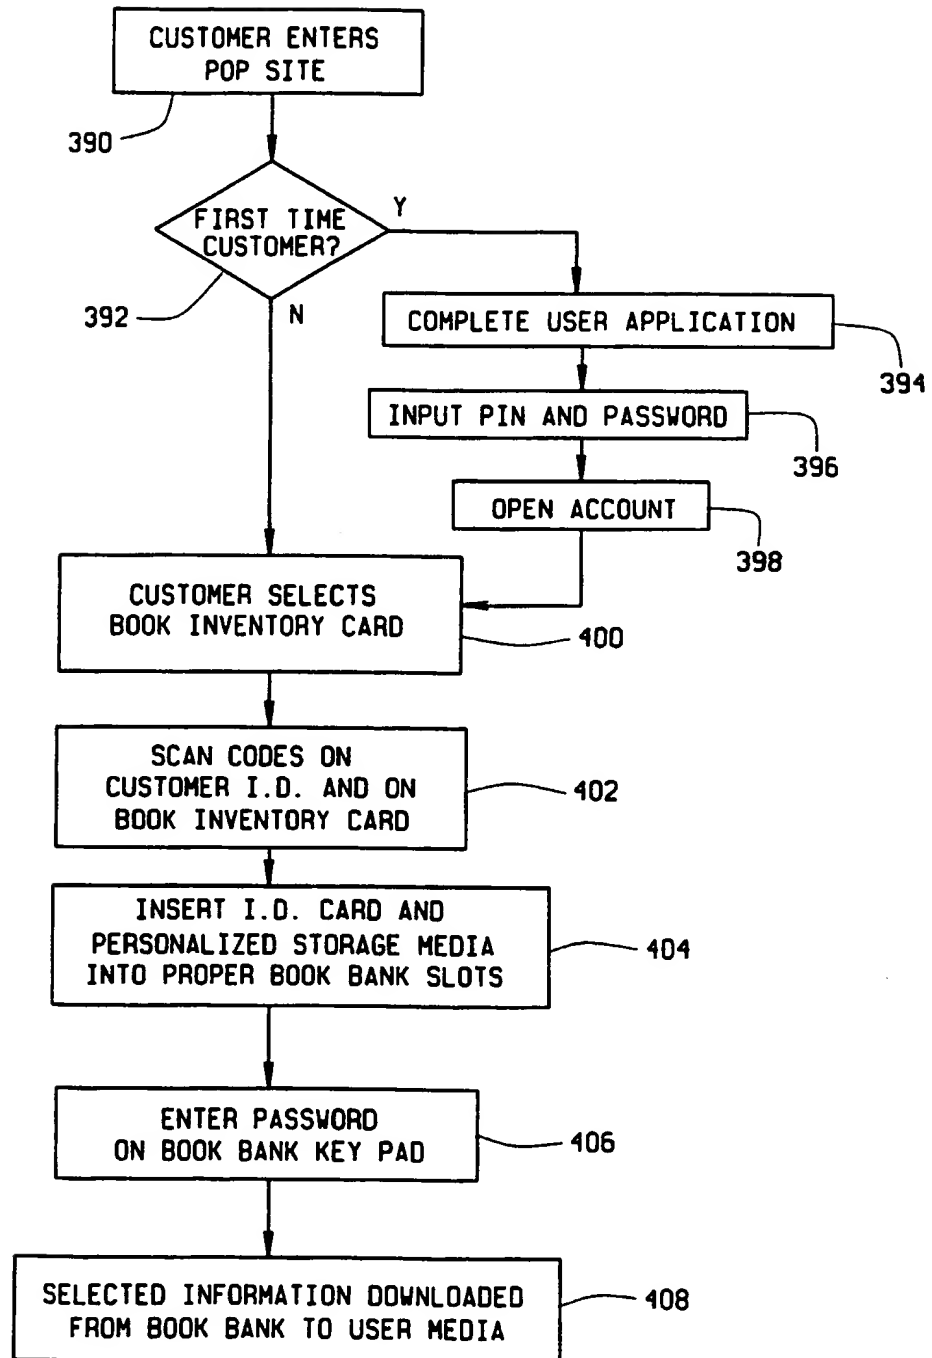 CUSTOMER ENTERS
POP SITE
390
FIRST TIME
CUSTOMER?
Y
392
N
COMPLETE USER APPLICATION
394
INPUT PIN AND PASSWORD
396
OPEN ACCOUNT
398
CUSTOMER SELECTS
BOOK INVENTORY CARD
400
SCAN CODES ON
CUSTOMER I.D. AND ON
BOOK INVENTORY CARD
402
INSERT I.D. CARD AND
PERSONALIZED STORAGE MEDIA
INTO PROPER BOOK BANK SLOTS
404
ENTER PASSWORD
ON BOOK BANK KEY PAD
406
SELECTED INFORMATION DOWNLOADED
FROM BOOK BANK TO USER MEDIA
408